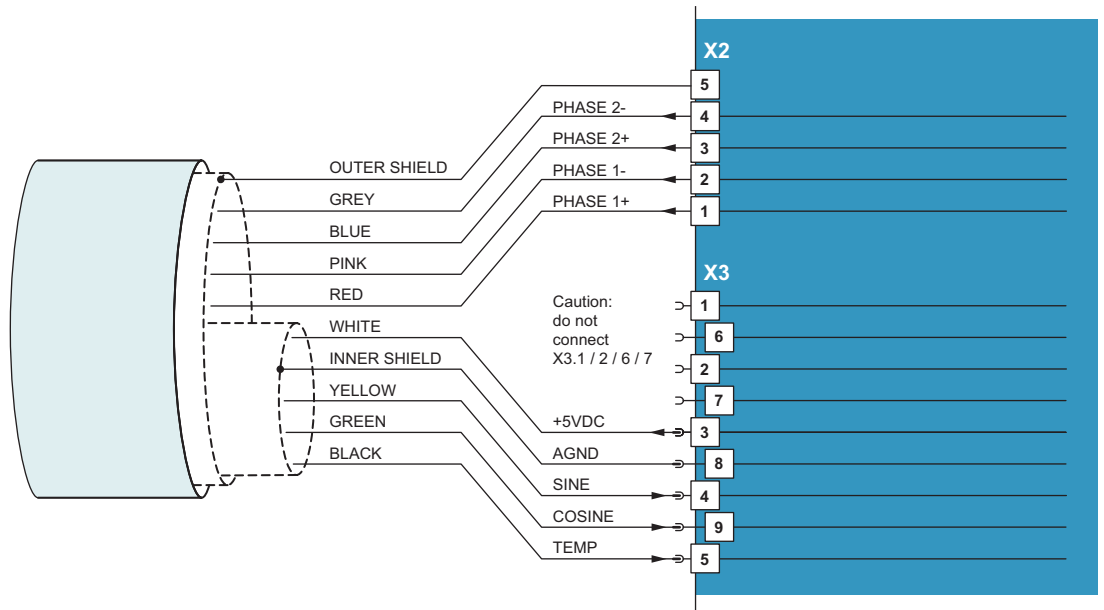 X2
5
PHASE 2-
4
PHASE 2+
3
OUTER SHIELD
PHASE 1-
2
GREY
PHASE 1+
1
BLUE
PINK
X3
RED
Caution:
do not
connect
X3.1 / 2 / 6 / 7
1
WHITE
6
INNER SHIELD
2
YELLOW
7
GREEN
+5VDC
3
BLACK
AGND
8
SINE
4
COSINE
9
TEMP
5